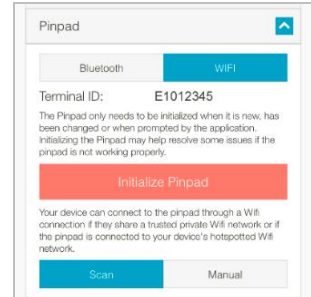 Pinpad
Bluetooth WIFI
Terminal ID: E1012345
The Pinpad only needs to be initialized when it is new, has
been changed or when prompted by the application.
Initializing the Pinpad may help resolve some issues if the
pinpad is not working properly.
Initialize Pinpad
Your device can connect to the pinpad through a Wifi
connection if they share a trusted private Wifi network or if
the pinpad is connected to your device's hotspotted Wifi
network.
Scan Manual